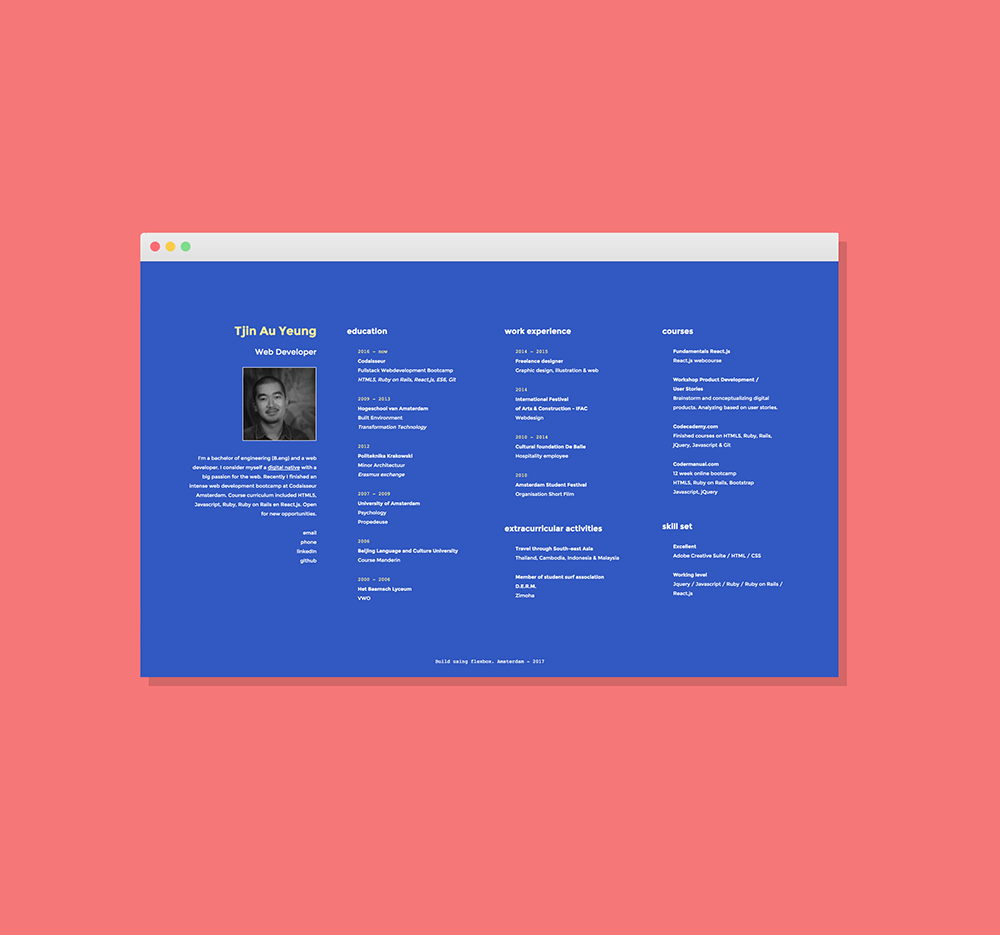 Tjin Au Yeung
Web Developer
I'm a bachelor of engineering (B.eng) and a web
developer. I consider myself a digital native with a
big passion for the web. Recently I finished an
intense web development bootcamp at Codaisseur
Amsterdam. Course curriculum included HTML5,
Javascript, Ruby, Ruby on Rails en React.js. Open
for new opportunities.
email
phone
linkedin
github
education
2016 - now
Codaisseur
Fullstack Webdevelopment Bootcamp
HTML5, Ruby on Rails, React.js, ES6, Git
2009 - 2013
Hogeschool van Amsterdam
Built Environment
Transformation Technology
2012
Politeknika Krakowski
Minor Architectuur
Erasmus exchange
2007 - 2009
University of Amsterdam
Psychology
Propedeuse
2006
Beijing Language and Culture University
Course Manderin
2000 - 2006
Het Baarnsch Lyceum
VWO
work experience
2014 - 2015
Freelance designer
Graphic design, illustration & web
2014
International Festival
of Arts & Construction - IFAC
Webdesign
2010 - 2014
Cultural foundation De Balie
Hospitality employee
2010
Amsterdam Student Festival
Organisation Short Film
extracurricular activities
Travel through South-east Asia
Thailand, Cambodia, Indonesia & Malaysia
Member of student surf association
D.E.R.M.
Zimoha
courses
Fundamentals React.js
React.js webcourse
Workshop Product Development /
User Stories
Brainstorm and conceptualizing digital
products. Analyzing based on user stories.
Codecademy.com
Finished courses on HTML5, Ruby, Rails,
jQuery, Javascript & Git
Codermanual.com
12 week online bootcamp
HTML5, Ruby on Rails, Bootstrap
Javascript, jQuery
skill set
Excellent
Adobe Creative Suite / HTML / CSS
Working level
Jquery / Javascript / Ruby / Ruby on Rails /
React.js
Build using flexbox. Amsterdam - 2017